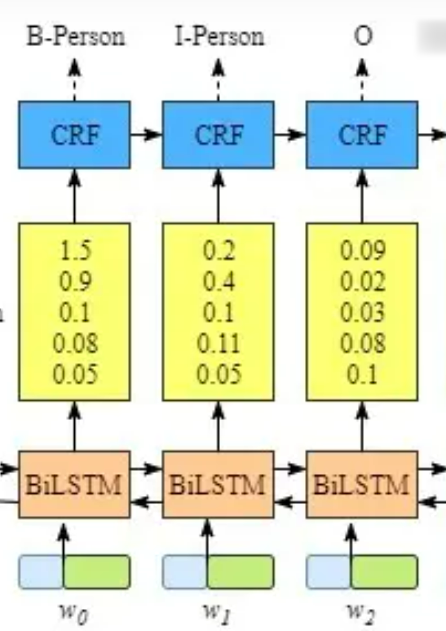 B-Person I-Person O
CRF CRF CRF
1.5 0.2 0.09
0.9 0.4 0.02
0.1 0.1 0.03
0.08 0.11 0.08
0.05 0.05 0.1
BiLSTM BiLSTM BiLSTM
w0 w1 w2